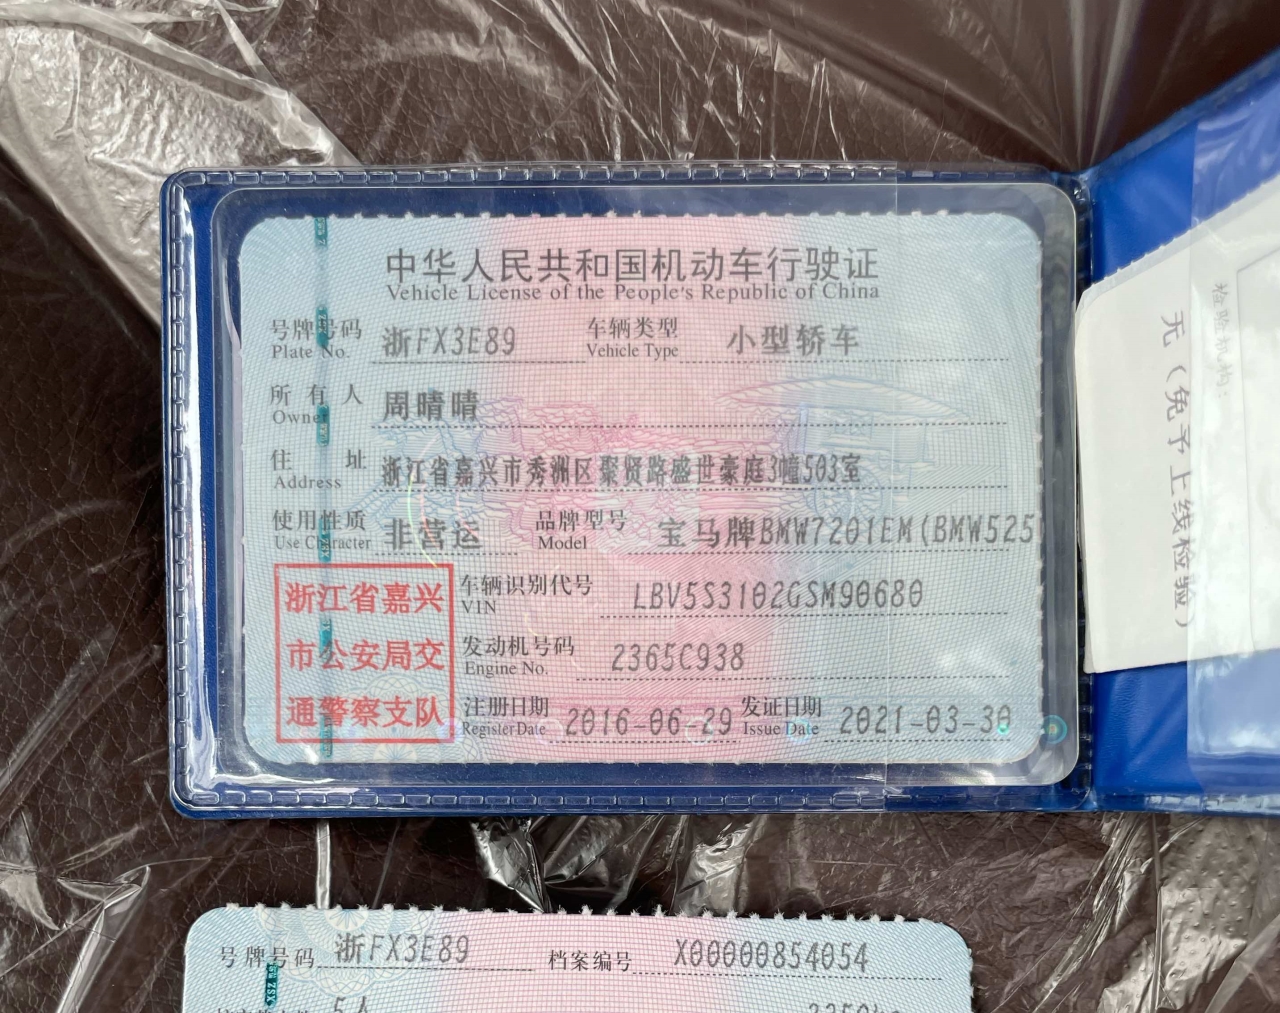 中华人民共和国机动车行驶证
Vehicle License of the People's Republic of China
号牌号码 浙FX3E89 车辆类型 小型轿车
Plate No. Vehicle Type
所有人 周晴晴
Owner
住址 浙江省嘉兴市秀洲区聚贤路盛世豪庭3幢503室
Address
使用性质 非营运 品牌型号 宝马牌BMW7201EM(BMW525
Use Character Model
浙江省嘉兴
市公安局交
通警察支队
车辆识别代号 LBV5S3102GSM90680
VIN
发动机号码 2365C938
Engine No.
注册日期 2016-06-29 发证日期 2021-03-30
Register Date Issue Date
检验机构:
无(免予上线检验)
号牌号码 浙FX3E89 档案编号 X00000854054
5人